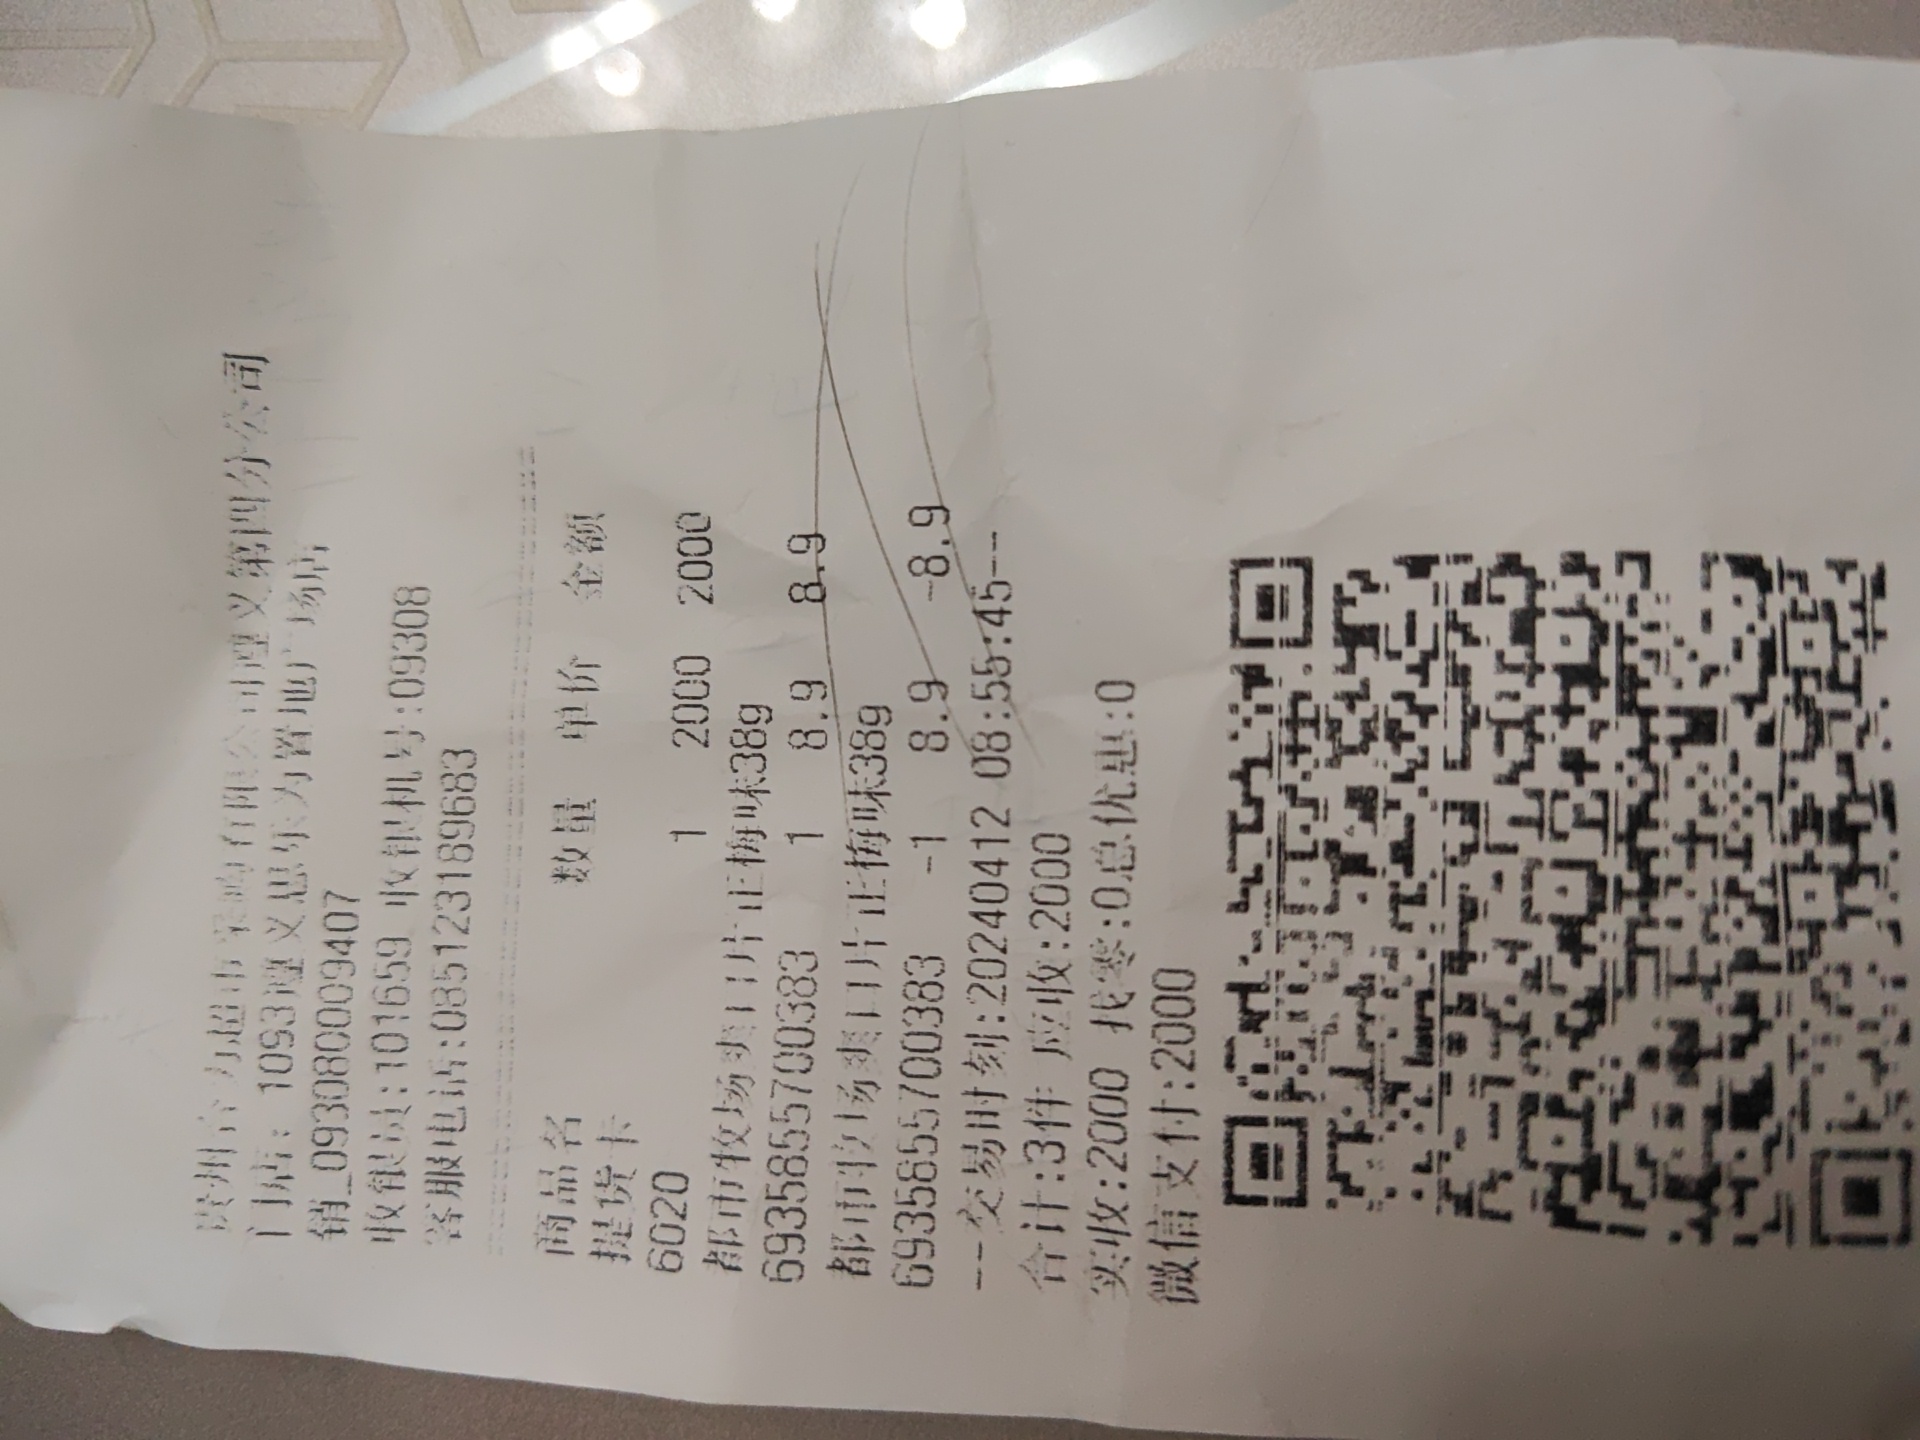 贵州合力超市采购有限公司遵义第四分公司
门店: 1093遵义思乐为置地广场店
销_093080009407
收银员:101659 收银机号:09308
客服电话:085123189683
商品名 数量 单价 金额
提货卡
6020 1 2000 2000
都市牧场爽口片正梅味38g
6935855700383 1 8.9 8.9
都市牧场爽口片正梅味38g
6935855700383 -1 8.9 -8.9
--交易时刻:20240412 08:55:45--
合计:3件 应收:2000
实收:2000 找零:0总优惠:0
微信支付:2000